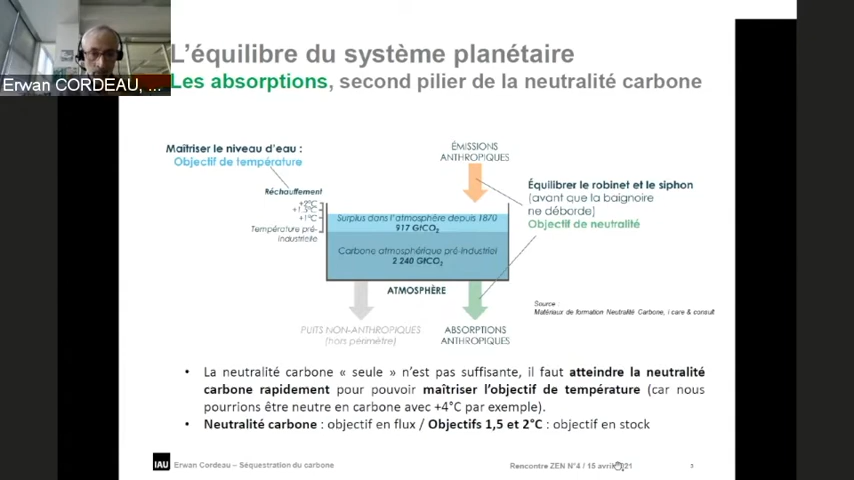 Erwan CORDEAU, ...
L'équilibre du système planétaire
Les absorptions, second pilier de la neutralité carbone
Maîtriser le niveau d'eau :
Objectif de température
Réchauffement
+2°C
+1,5°C
+1°C
Température pré-
industrielle
ÉMISSIONS
ANTHROPIQUES
Surplus dans l'atmosphère depuis 1870
917 GtCO₂
Carbone atmosphérique pré-industriel
2 240 GtCO₂
ATMOSPHÈRE
Équilibrer le robinet et le siphon
(avant que la baignoire
ne déborde)
Objectif de neutralité
PUITS NON-ANTHROPIQUES
(hors périmètre)
ABSORPTIONS
ANTHROPIQUES
Source :
Matériaux de formation Neutralité Carbone, i care & consult
• La neutralité carbone « seule » n'est pas suffisante, il faut atteindre la neutralité
carbone rapidement pour pouvoir maîtriser l'objectif de température (car nous
pourrions être neutre en carbone avec +4°C par exemple).
• Neutralité carbone : objectif en flux / Objectifs 1,5 et 2°C : objectif en stock
IAU
Erwan Cordeau – Séquestration du carbone
Rencontre ZEN N°4 / 15 avril 2021
3